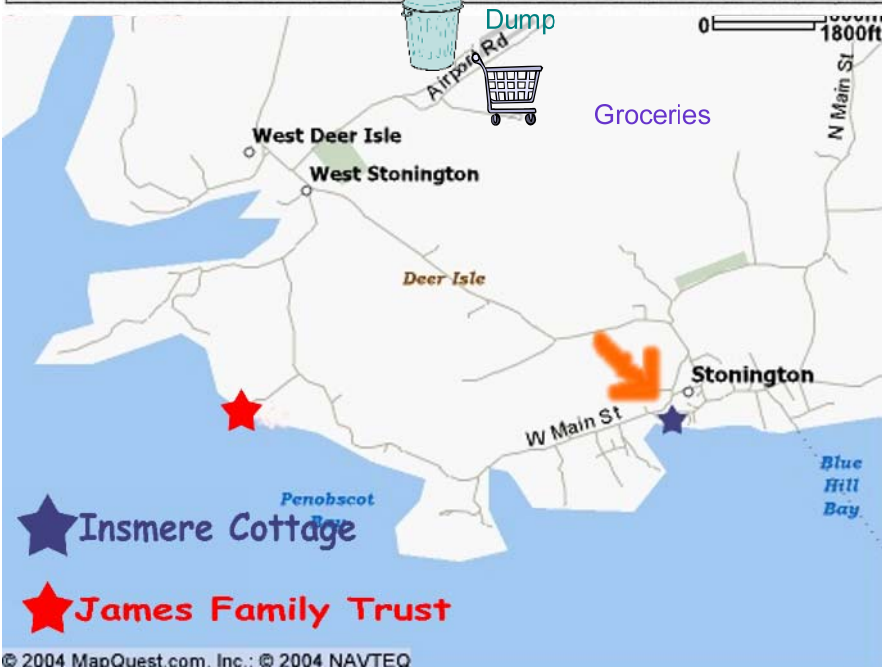 Dump
0
1800ft
Airport Rd
Groceries
N Main St
West Deer Isle
West Stonington
Deer Isle
Stonington
W Main St
Blue
Hill
Bay
Penobscot
Bay
Insmere Cottage
James Family Trust
© 2004 MapQuest.com, Inc.; © 2004 NAVTEQ